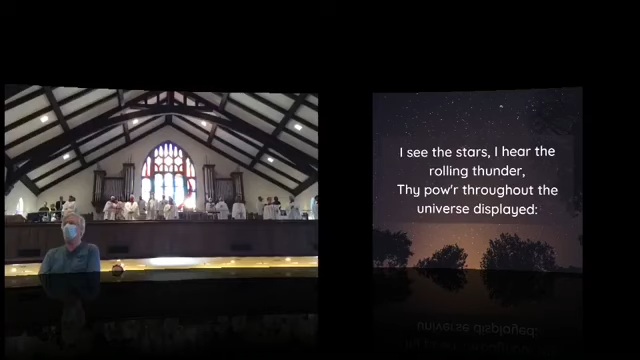 I see the stars, I hear the
rolling thunder,
Thy pow'r throughout the
universe displayed: